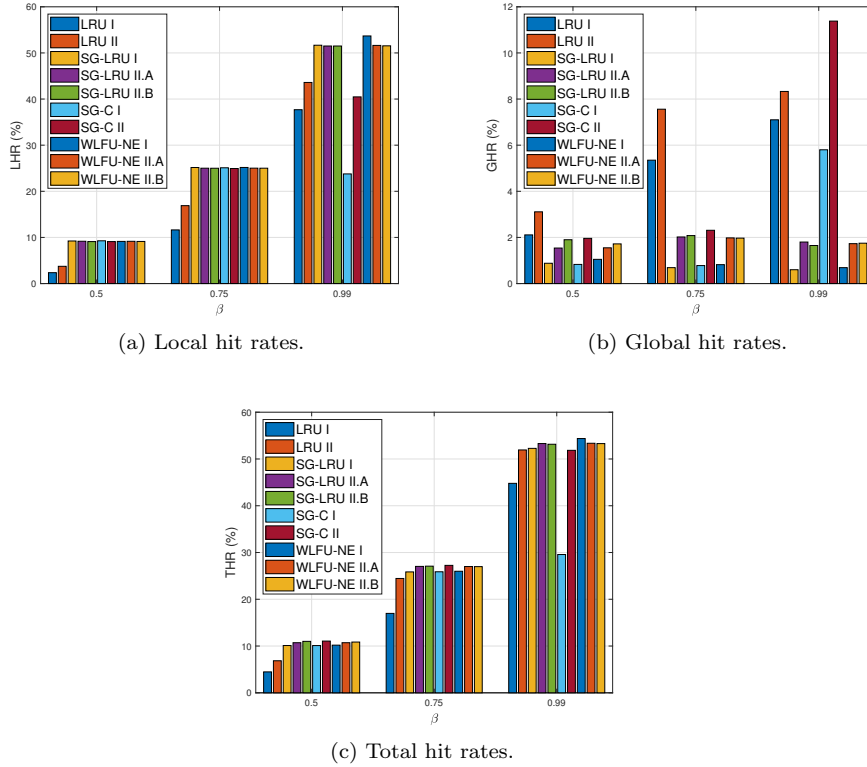 60
50
40
30
20
10
0
LHR (%)
LRU I
LRU II
SG-LRU I
SG-LRU II.A
SG-LRU II.B
SG-C I
SG-C II
WLFU-NE I
WLFU-NE II.A
WLFU-NE II.B
0.5 0.75 0.99
β
(a) Local hit rates.
12
10
8
6
4
2
0
GHR (%)
LRU I
LRU II
SG-LRU I
SG-LRU II.A
SG-LRU II.B
SG-C I
SG-C II
WLFU-NE I
WLFU-NE II.A
WLFU-NE II.B
0.5 0.75 0.99
β
(b) Global hit rates.
60
50
40
30
20
10
0
THR (%)
LRU I
LRU II
SG-LRU I
SG-LRU II.A
SG-LRU II.B
SG-C I
SG-C II
WLFU-NE I
WLFU-NE II.A
WLFU-NE II.B
0.5 0.75 0.99
β
(c) Total hit rates.